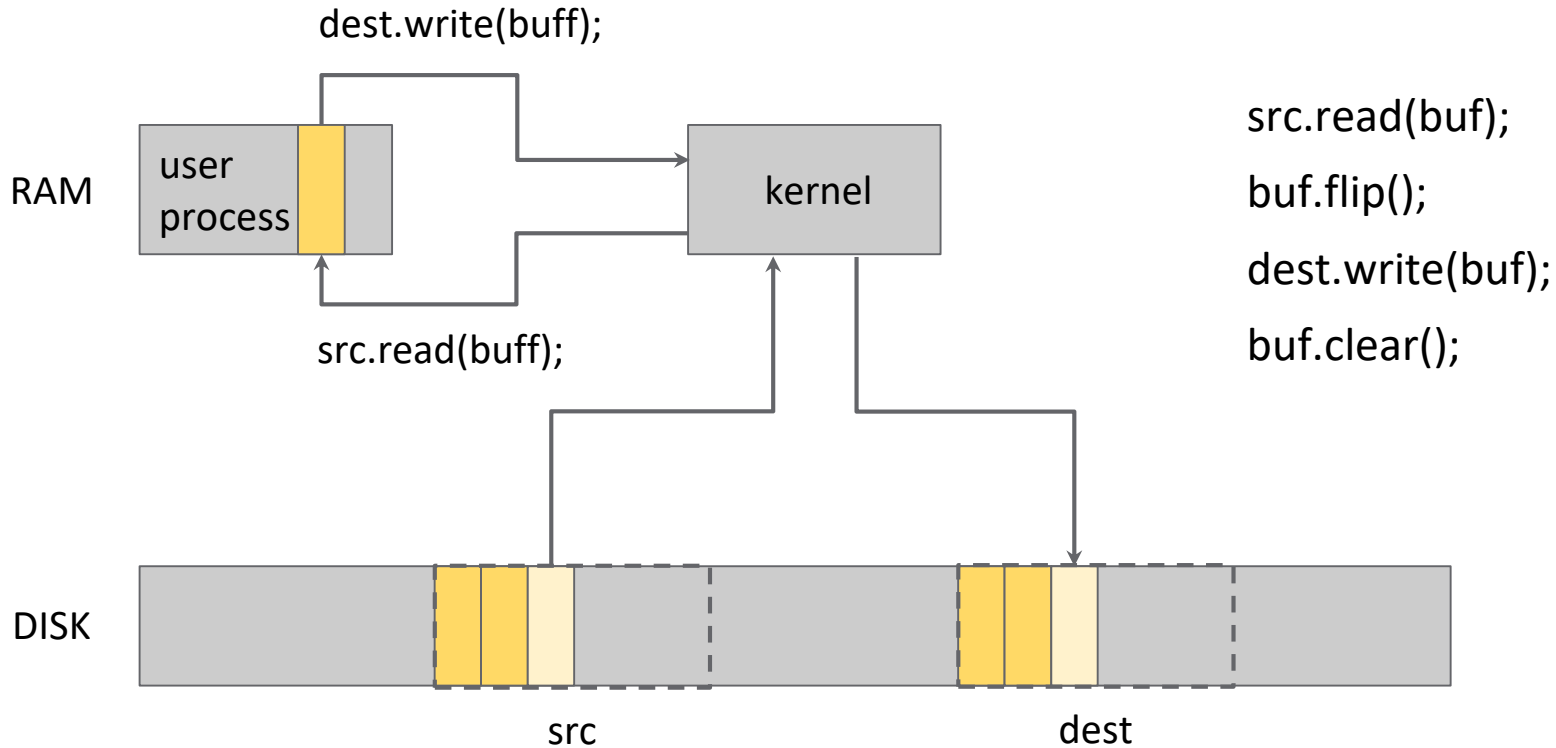 dest.write(buff);
RAM
user
process
kernel
src.read(buff);
src.read(buf);
buf.flip();
dest.write(buf);
buf.clear();
DISK
src
dest